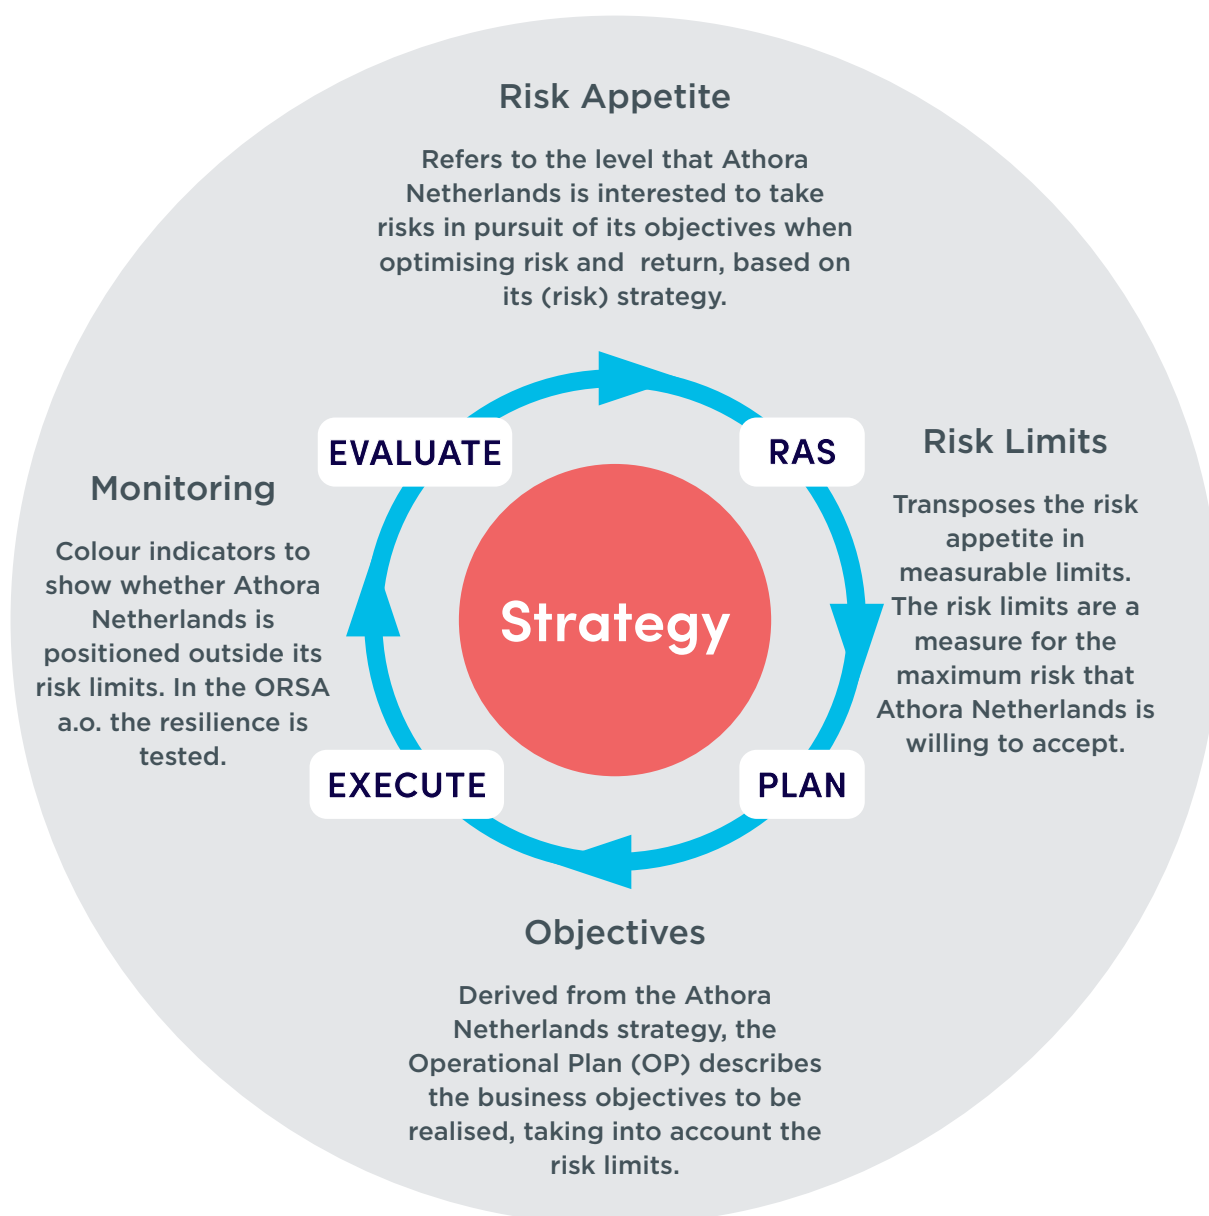 Risk Appetite
Refers to the level that Athora
Netherlands is interested to take
risks in pursuit of its objectives when
optimising risk and  return, based on
its (risk) strategy.
EVALUATE
RAS
Risk Limits
Transposes the risk
appetite in
measurable limits.
The risk limits are a
measure for the
maximum risk that
Athora Netherlands is
willing to accept.
Monitoring
Colour indicators to
show whether Athora
Netherlands is
positioned outside its
risk limits. In the ORSA
a.o. the resilience is
tested.
Strategy
EXECUTE
PLAN
Objectives
Derived from the Athora
Netherlands strategy, the
Operational Plan (OP) describes
the business objectives to be
realised, taking into account the
risk limits.